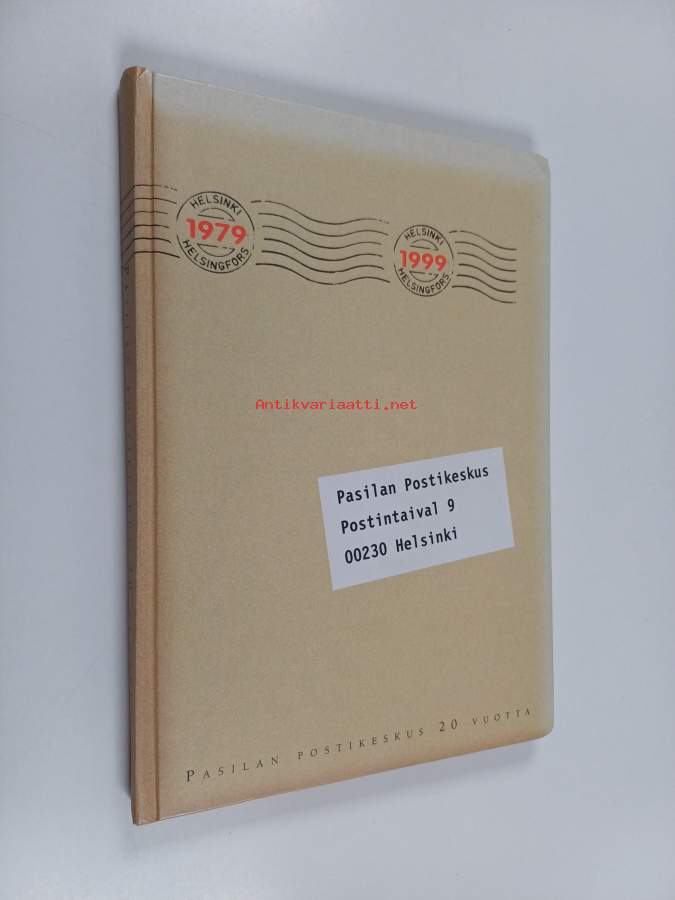 HELSINKI
1979
HELSINGFORS
HELSINKI
1999
HELSINGFORS
Antikvariaatti.net
Pasilan Postikeskus
Postintaival 9
00230 Helsinki
PASILAN POSTIKESKUS 20 VUOTTA